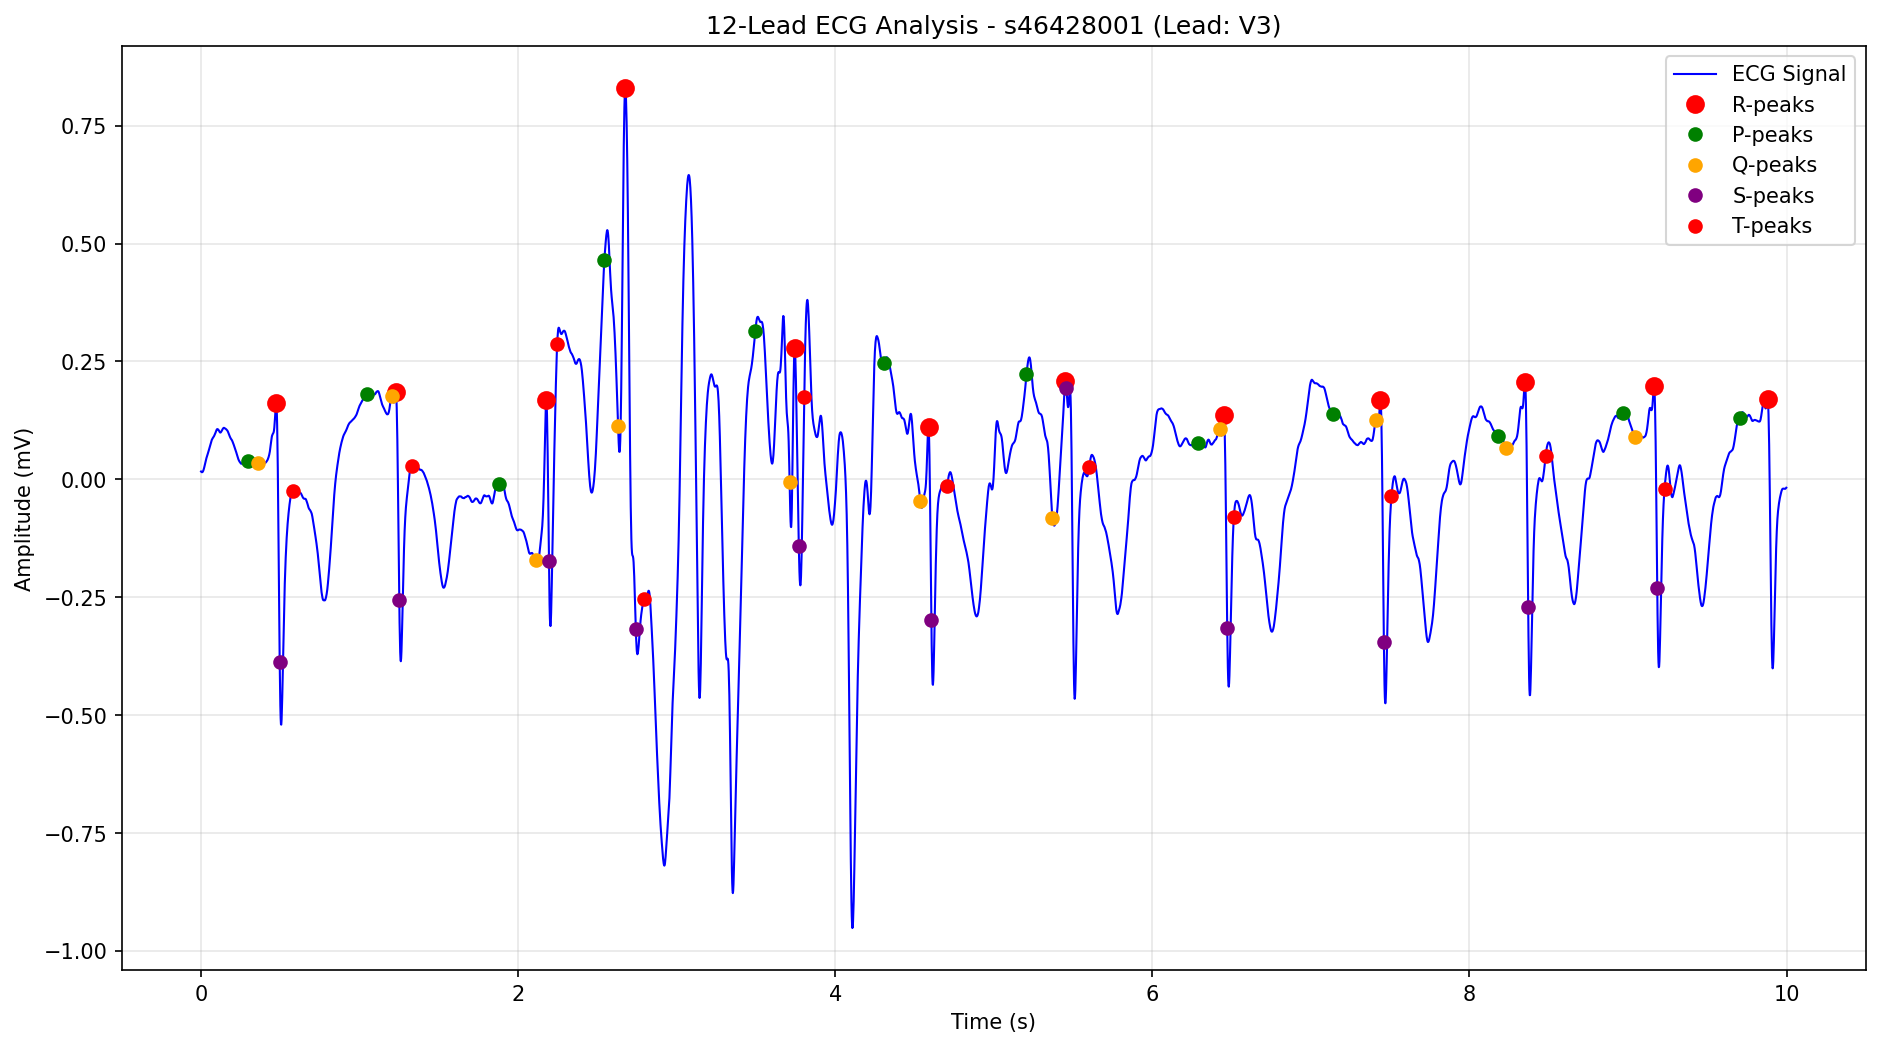 12-Lead ECG Analysis - s46428001 (Lead: V3)
ECG Signal
R-peaks
P-peaks
Q-peaks
S-peaks
T-peaks
Amplitude (mV)
0.75
0.50
0.25
0.00
−0.25
−0.50
−0.75
−1.00
0 2 4 6 8 10
Time (s)